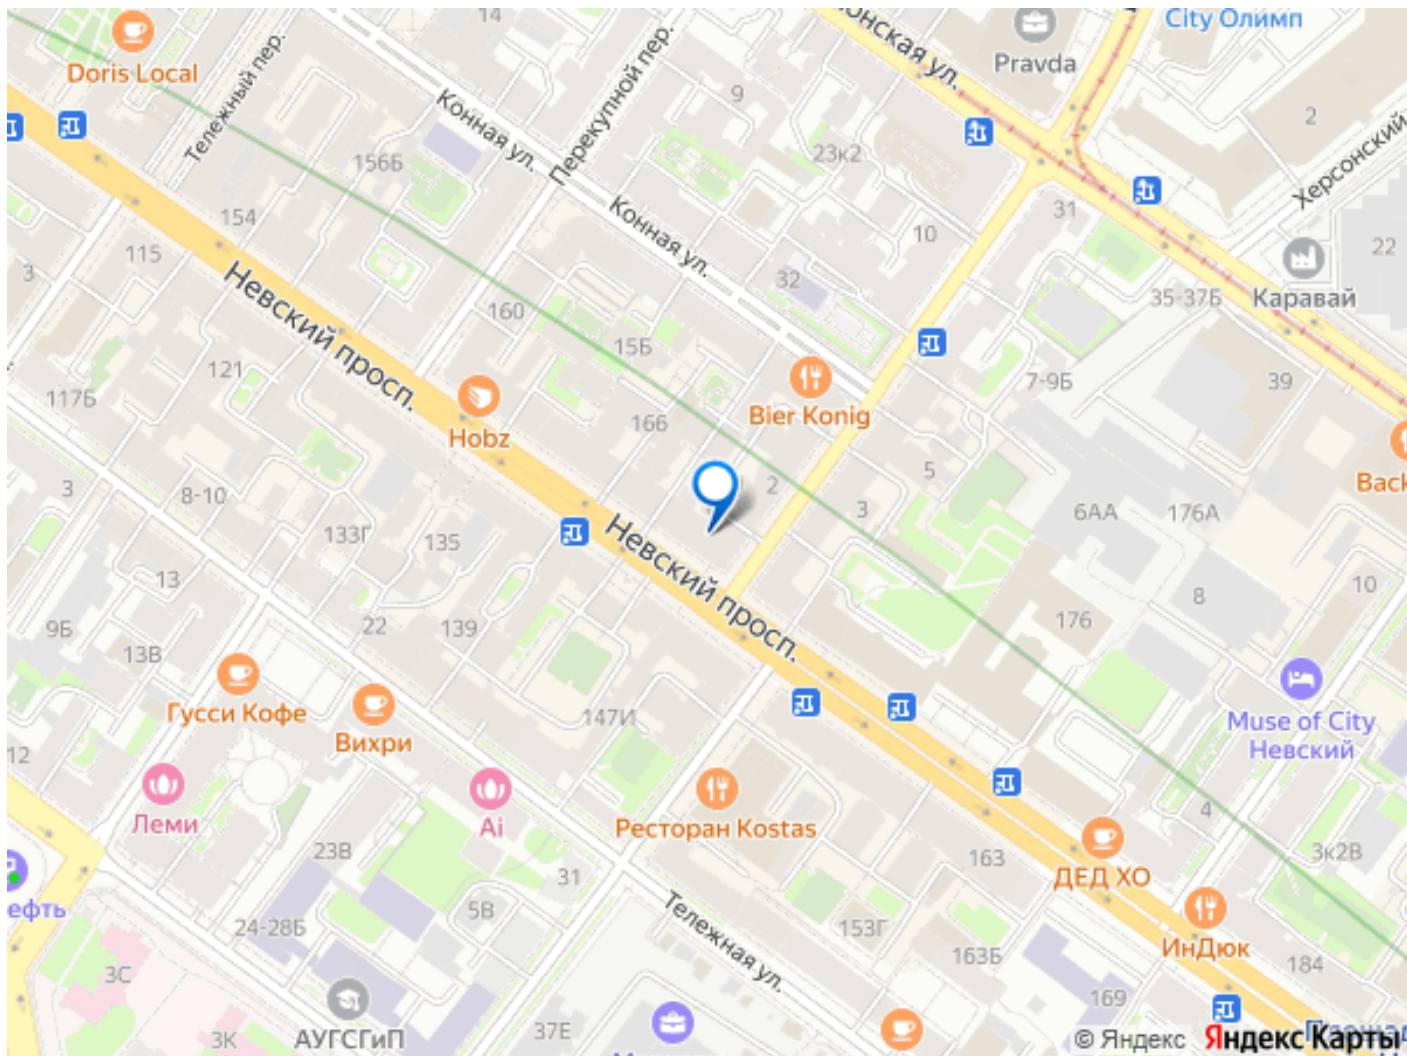 14
онская ул.
City Олимп
Pravda
Doris Local
Тележный пер.
Перекупной пер.
Конная ул.
9
2
Херсонский
156Б
23к2
154
Конная ул.
31
10
22
115
3
Невский просп.
32
35-37Б
Каравай
160
15Б
121
117Б
7-9Б
39
Bier Konig
Hobz
166
5
3
8-10
2
3
Back
133Г
135
6АА
176А
Невский просп.
13
10
8
9Б
22
139
176
13В
Гусси Кофе
147И
Muse of City
Невский
Вихри
12
Леми
Ai
Ресторан Kostas
4
23В
163
3к2В
31
ДЕД ХО
ефть
5В
24-28Б
Тележная ул.
153Г
163Б
ИнДюк
184
3С
169
АУГСГиП
3К
37Е
© Яндекс Яндекс Карты